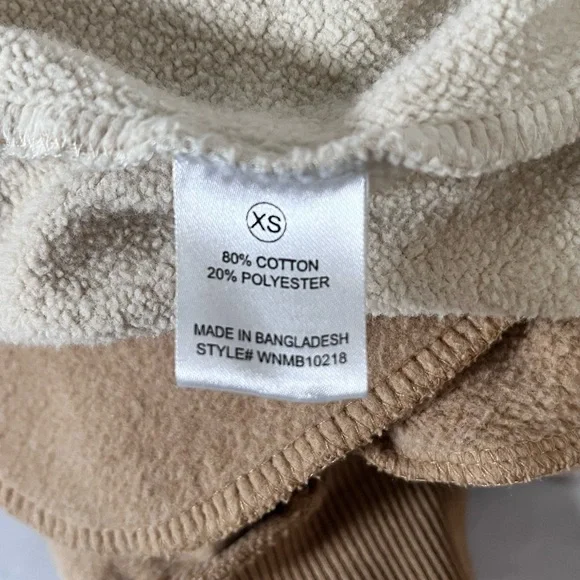 XS
80% COTTON
20% POLYESTER
MADE IN BANGLADESH
STYLE# WNMB10218